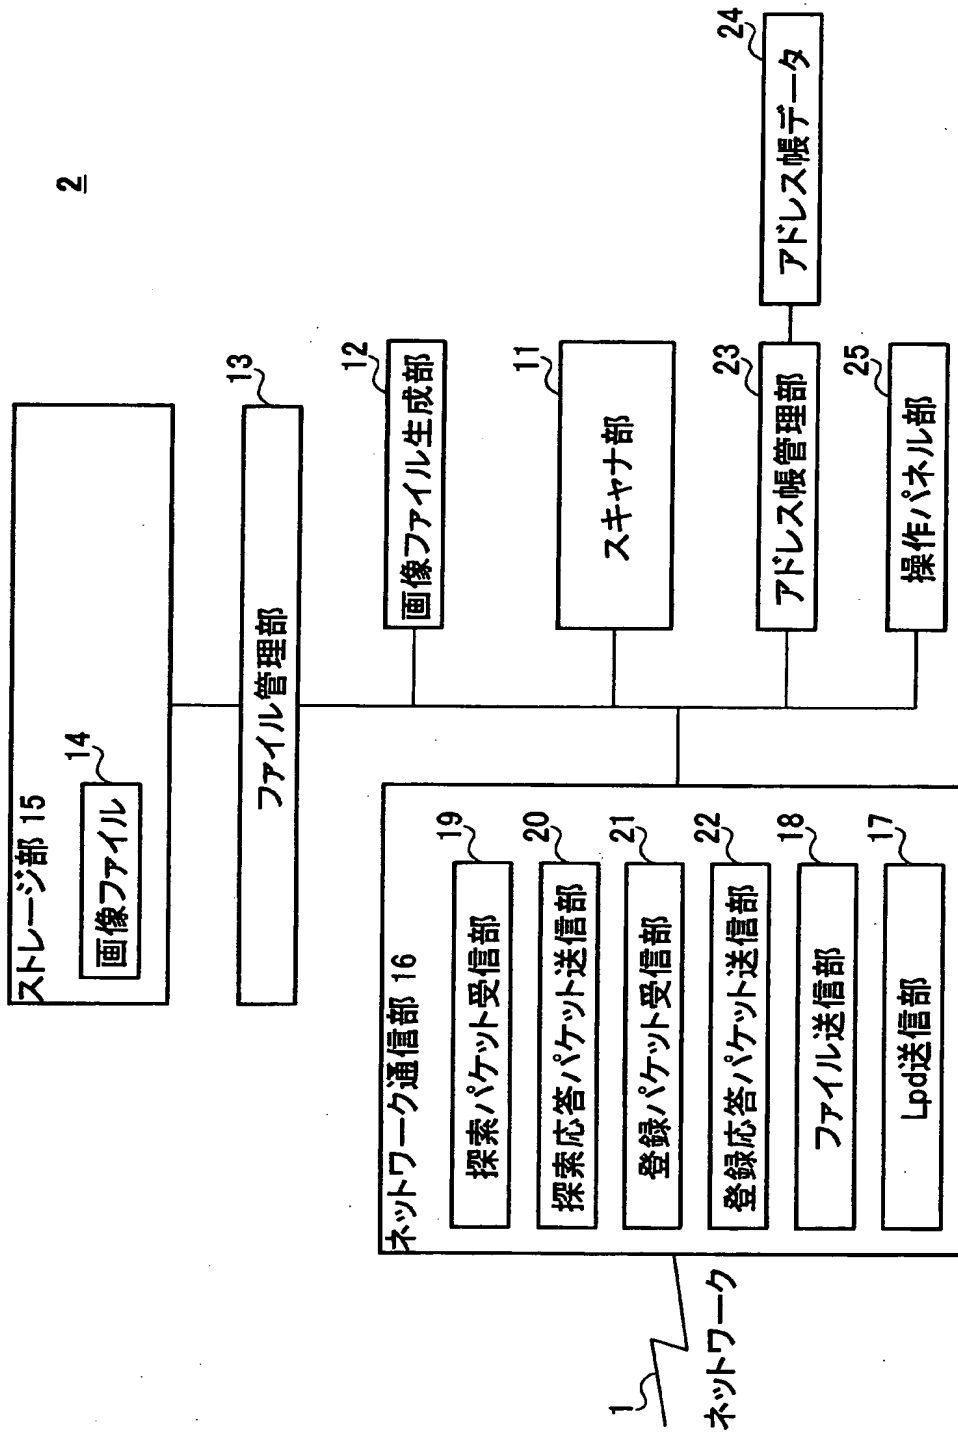 2
ストレージ部 15
画像ファイル
14
ファイル管理部
13
画像ファイル生成部
12
スキャナ部
11
アドレス帳管理部
23
アドレス帳データ
24
操作パネル部
25
ネットワーク通信部 16
探索パケット受信部
19
探索応答パケット送信部
20
登録パケット受信部
21
登録応答パケット送信部
22
ファイル送信部
18
Lpd送信部
17
1
ネットワーク